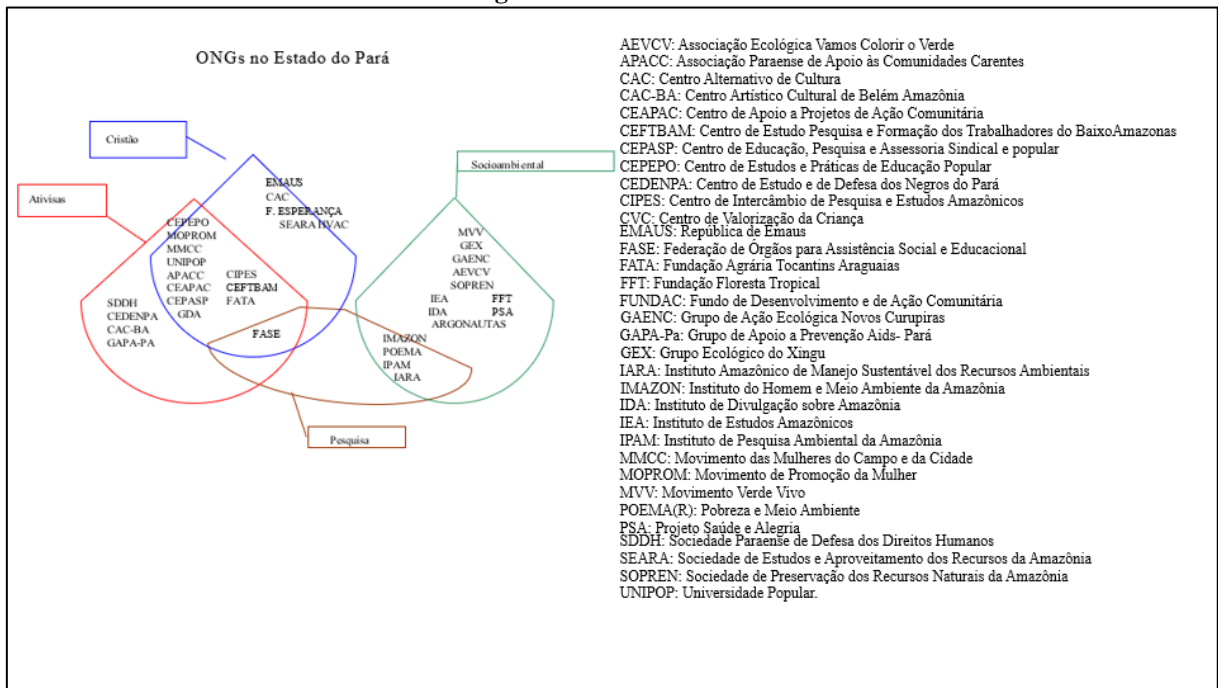 ONGs no Estado do Pará
Cristão
Ativisas
Socioambiental
EMAUS
CAC
F. ESPERANÇA
SEARA HVAC
CEPEPO
MOPROM
MMCC
UNIPOP
APACC
CEAPAC
CEPASP
GDA
CIPES
CEFTBAM
FATA
SDDH
CEDENPA
CAC-BA
GAPA-PA
FASE
MVV
GEX
GAENC
AEVCV
SOPREN
IEA FFT
IDA PSA
ARGONAUTAS
IMAZON
POEMA
IPAM
IARA
Pesquisa
AEVCV: Associação Ecológica Vamos Colorir o Verde
APACC: Associação Paraense de Apoio às Comunidades Carentes
CAC: Centro Alternativo de Cultura
CAC-BA: Centro Artístico Cultural de Belém Amazônia
CEAPAC: Centro de Apoio a Projetos de Ação Comunitária
CEFTBAM: Centro de Estudo Pesquisa e Formação dos Trabalhadores do BaixoAmazonas
CEPASP: Centro de Educação, Pesquisa e Assessoria Sindical e popular
CEPEPO: Centro de Estudos e Práticas de Educação Popular
CEDENPA: Centro de Estudo e de Defesa dos Negros do Pará
CIPES: Centro de Intercâmbio de Pesquisa e Estudos Amazônicos
CVC: Centro de Valorização da Criança
EMAUS: República de Emaus
FASE: Federação de Órgãos para Assistência Social e Educacional
FATA: Fundação Agrária Tocantins Araguaias
FFT: Fundação Floresta Tropical
FUNDAC: Fundo de Desenvolvimento e de Ação Comunitária
GAENC: Grupo de Ação Ecológica Novos Curupiras
GAPA-Pa: Grupo de Apoio a Prevenção Aids- Pará
GEX: Grupo Ecológico do Xingu
IARA: Instituto Amazônico de Manejo Sustentável dos Recursos Ambientais
IMAZON: Instituto do Homem e Meio Ambiente da Amazônia
IDA: Instituto de Divulgação sobre Amazônia
IEA: Instituto de Estudos Amazônicos
IPAM: Instituto de Pesquisa Ambiental da Amazônia
MMCC: Movimento das Mulheres do Campo e da Cidade
MOPROM: Movimento de Promoção da Mulher
MVV: Movimento Verde Vivo
POEMA(R): Pobreza e Meio Ambiente
PSA: Projeto Saúde e Alegria
SDDH: Sociedade Paraense de Defesa dos Direitos Humanos
SEARA: Sociedade de Estudos e Aproveitamento dos Recursos da Amazônia
SOPREN: Sociedade de Preservação dos Recursos Naturais da Amazônia
UNIPOP: Universidade Popular.